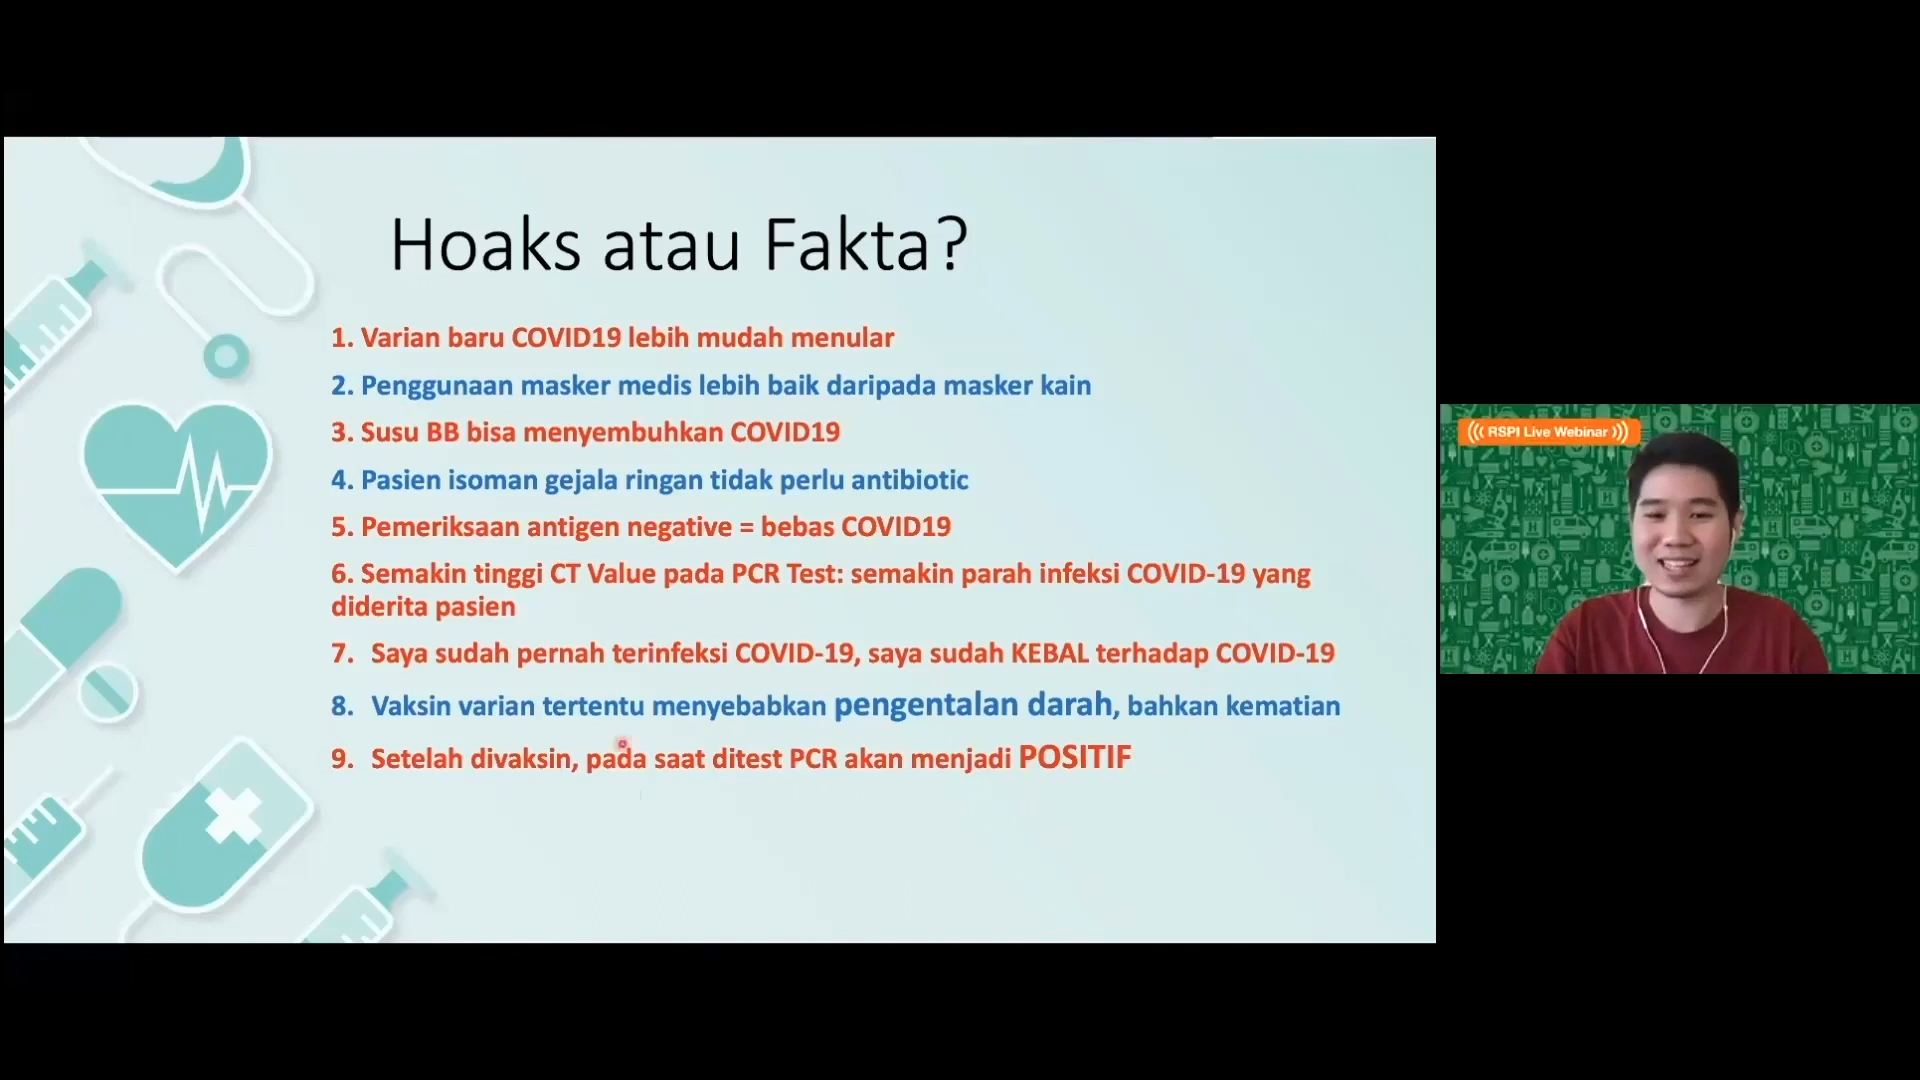 Hoaks atau Fakta?
1. Varian baru COVID19 lebih mudah menular
2. Penggunaan masker medis lebih baik daripada masker kain
3. Susu BB bisa menyembuhkan COVID19
4. Pasien isoman gejala ringan tidak perlu antibiotic
5. Pemeriksaan antigen negative = bebas COVID19
6. Semakin tinggi CT Value pada PCR Test: semakin parah infeksi COVID-19 yang
diderita pasien
7. Saya sudah pernah terinfeksi COVID-19, saya sudah KEBAL terhadap COVID-19
8. Vaksin varian tertentu menyebabkan pengentalan darah, bahkan kematian
9. Setelah divaksin, pada saat ditest PCR akan menjadi POSITIF
((( RSPI Live Webinar )))